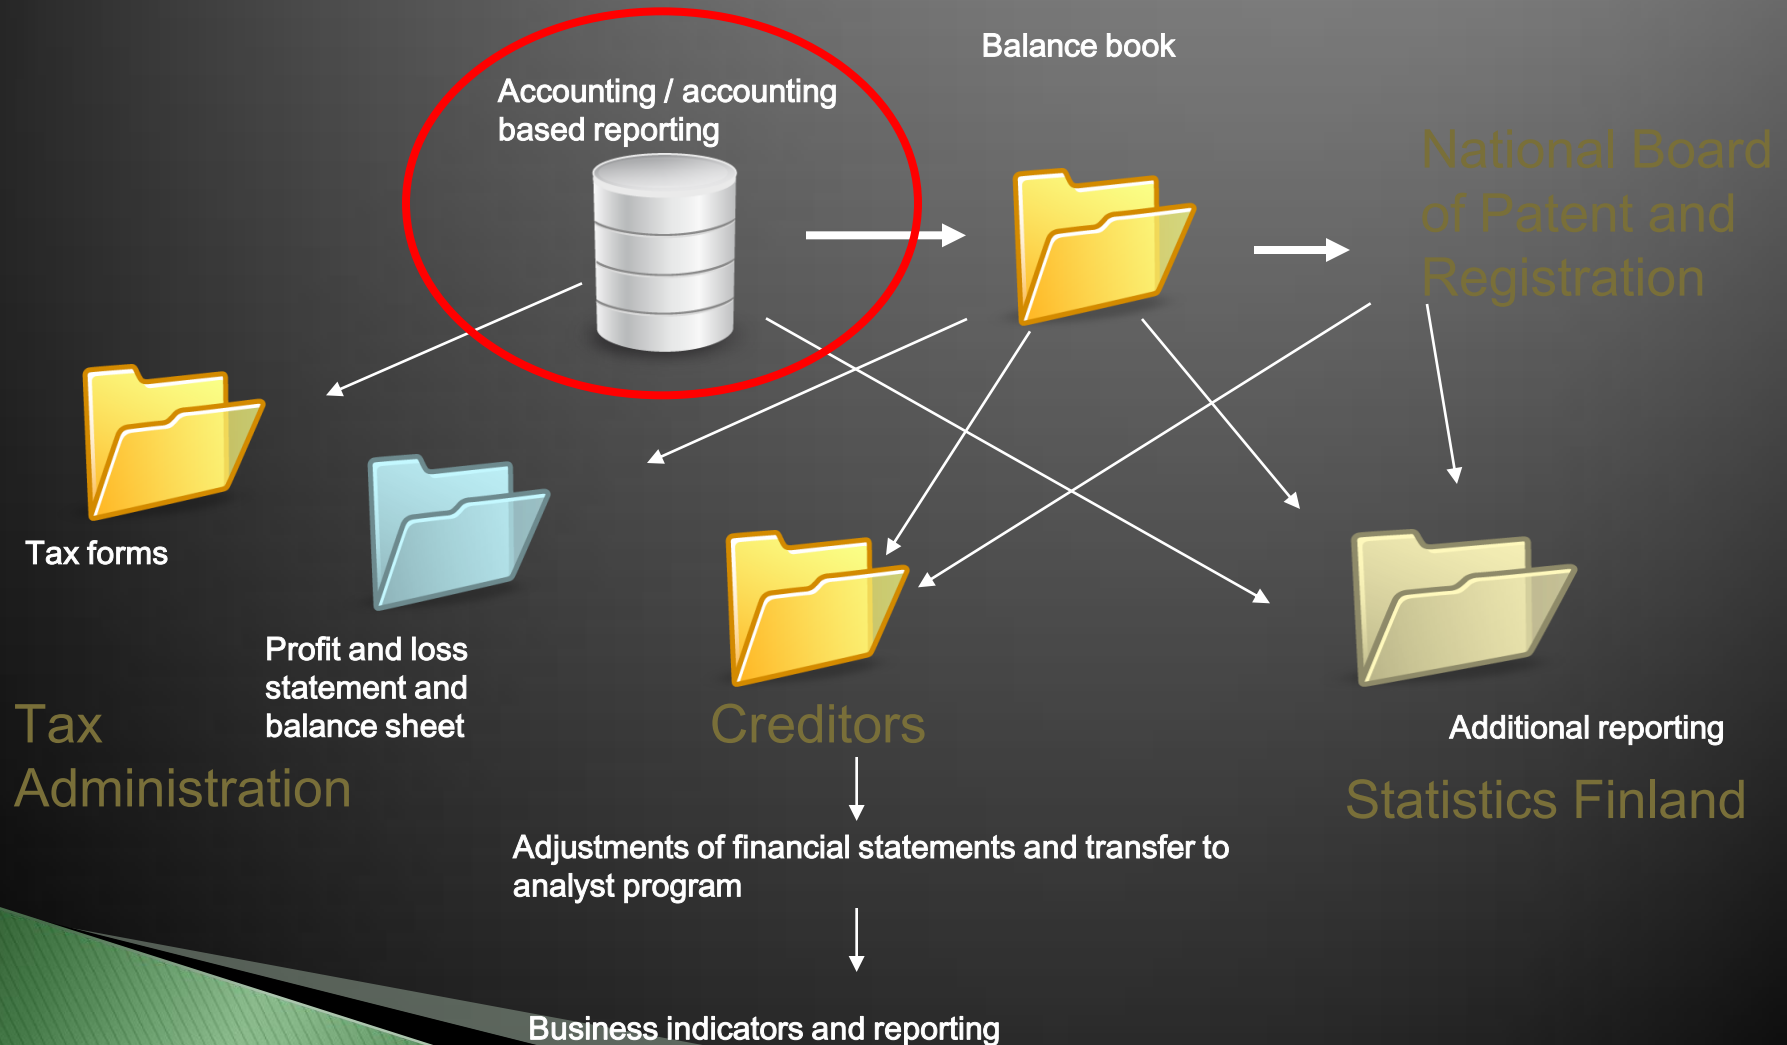 Balance book
Accounting / accounting
based reporting
National Board
of Patent and
Registration
Tax forms
Profit and loss
statement and
balance sheet
Tax
Administration
Creditors
Additional reporting
Statistics Finland
Adjustments of financial statements and transfer to
analyst program
Business indicators and reporting